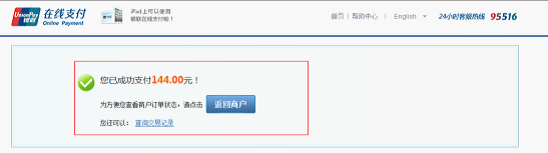 UnionPay 银联 在线支付 Online Payment
iPad上可以使用
银联在线支付啦！
首页 | 帮助中心 | English
24小时客服热线 95516
您已成功支付144.00元！
为方便您查看商户订单状态，请点击 返回商户
您还可以： 查询交易记录